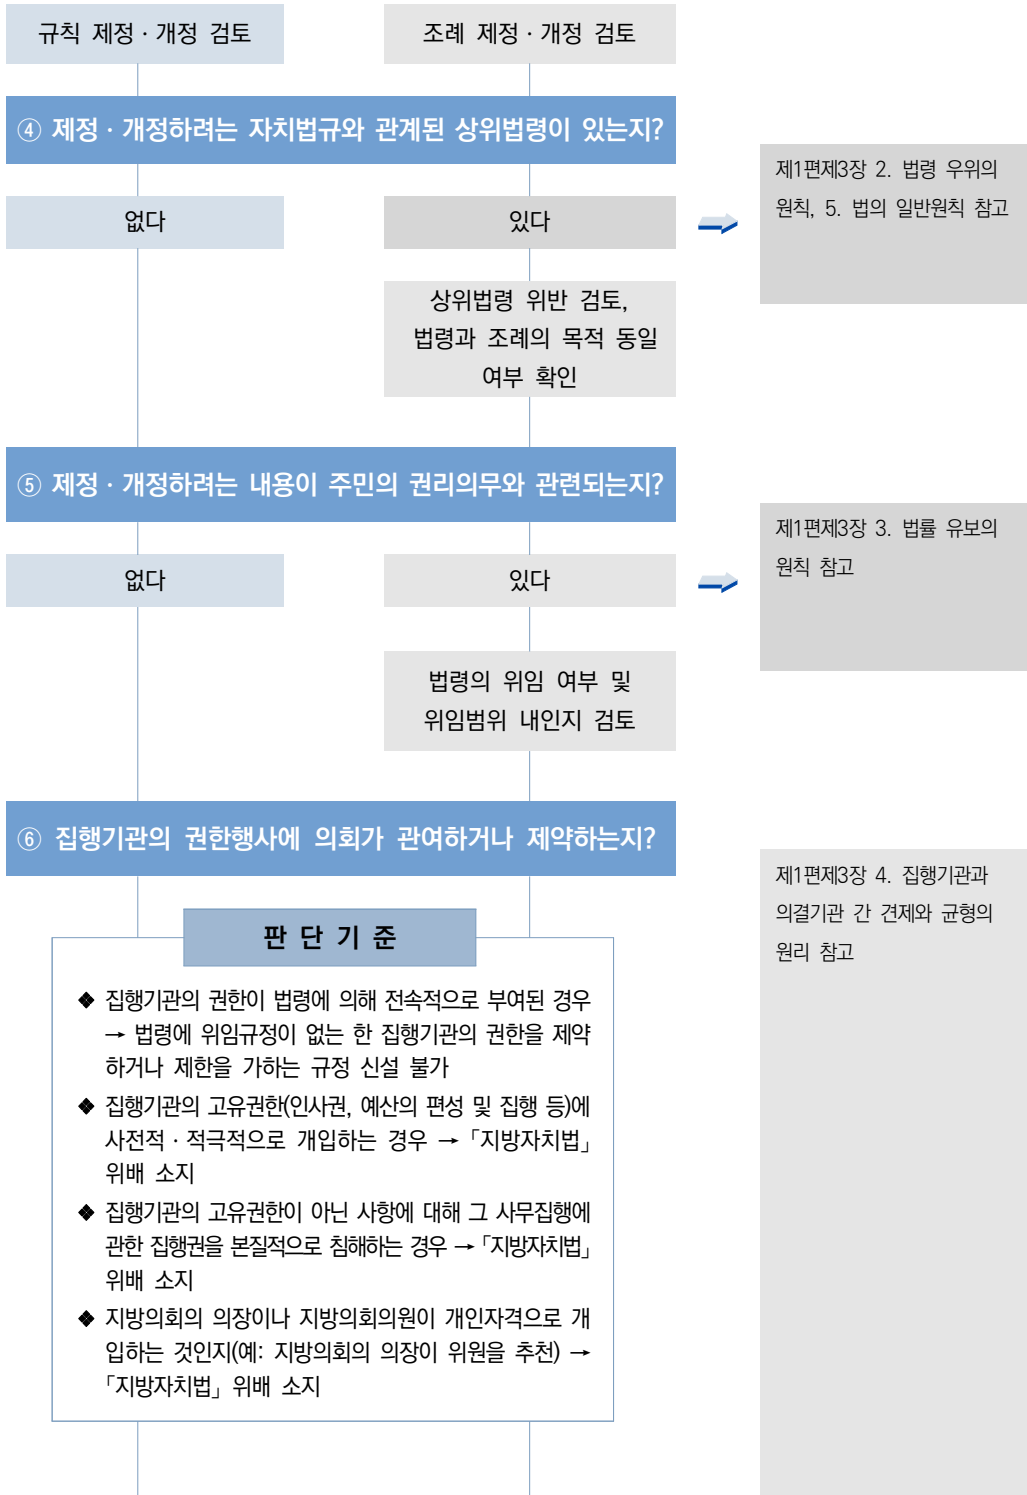 규칙 제정 · 개정 검토
조례 제정 · 개정 검토
④ 제정 · 개정하려는 자치법규와 관계된 상위법령이 있는지?
없다
있다
제1편제3장 2. 법령 우위의
원칙, 5. 법의 일반원칙 참고
상위법령 위반 검토,
법령과 조례의 목적 동일
여부 확인
⑤ 제정 · 개정하려는 내용이 주민의 권리의무와 관련되는지?
없다
있다
제1편제3장 3. 법률 유보의
원칙 참고
법령의 위임 여부 및
위임범위 내인지 검토
⑥ 집행기관의 권한행사에 의회가 관여하거나 제약하는지?
제1편제3장 4. 집행기관과
의결기관 간 견제와 균형의
원리 참고
판 단 기 준
❖ 집행기관의 권한이 법령에 의해 전속적으로 부여된 경우
→ 법령에 위임규정이 없는 한 집행기관의 권한을 제약
하거나 제한을 가하는 규정 신설 불가
❖ 집행기관의 고유권한(인사권, 예산의 편성 및 집행 등)에
사전적 · 적극적으로 개입하는 경우 → 「지방자치법」
위배 소지
❖ 집행기관의 고유권한이 아닌 사항에 대해 그 사무집행에
관한 집행권을 본질적으로 침해하는 경우 → 「지방자치법」
위배 소지
❖ 지방의회의 의장이나 지방의회의원이 개인자격으로 개
입하는 것인지(예: 지방의회의 의장이 위원을 추천) →
「지방자치법」 위배 소지